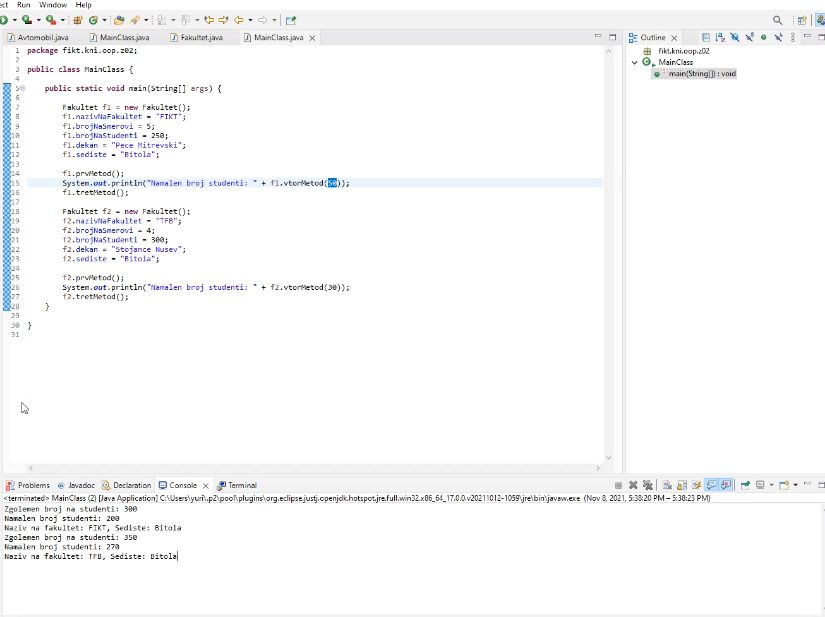 ect Run Window Help
Avtomobil.java MainClass.java Fakultet.java MainClass.java
1 package fikt.kni.oop.z02;
2
3 public class MainClass {
4
5 public static void main(String[] args) {
6
7 Fakultet f1 = new Fakultet();
8 f1.nazivNaFakultet = "FIKT";
9 f1.brojNaSmerovi = 5;
10 f1.brojNaStudenti = 250;
11 f1.dekan = "Pece Mitrevski";
12 f1.sediste = "Bitola";
13
14 f1.prvMetod();
15 System.out.println("Namalen broj studenti: " + f1.vtorMetod(50));
16 f1.tretMetod();
17
18 Fakultet f2 = new Fakultet();
19 f2.nazivNaFakultet = "TFB";
20 f2.brojNaSmerovi = 4;
21 f2.brojNaStudenti = 300;
22 f2.dekan = "Stojance Nusev";
23 f2.sediste = "Bitola";
24
25 f2.prvMetod();
26 System.out.println("Namalen broj studenti: " + f2.vtorMetod(30));
27 f2.tretMetod();
28 }
29
30 }
31
Outline
fikt.kni.oop.z02
MainClass
main(String[]) : void
Problems Javadoc Declaration Console Terminal
<terminated> MainClass (2) [Java Application] C:\Users\yuri\.p2\pool\plugins\org.eclipse.justj.openjdk.hotspot.jre.full.win32.x86_64_17.0.0.v20211012-1059\jre\bin\javaw.exe (Nov 8, 2021, 5:38:20 PM – 5:38:23 PM)
Zgolemen broj na studenti: 300
Namalen broj studenti: 200
Naziv na fakultet: FIKT, Sediste: Bitola
Zgolemen broj na studenti: 350
Namalen broj studenti: 270
Naziv na fakultet: TFB, Sediste: Bitola